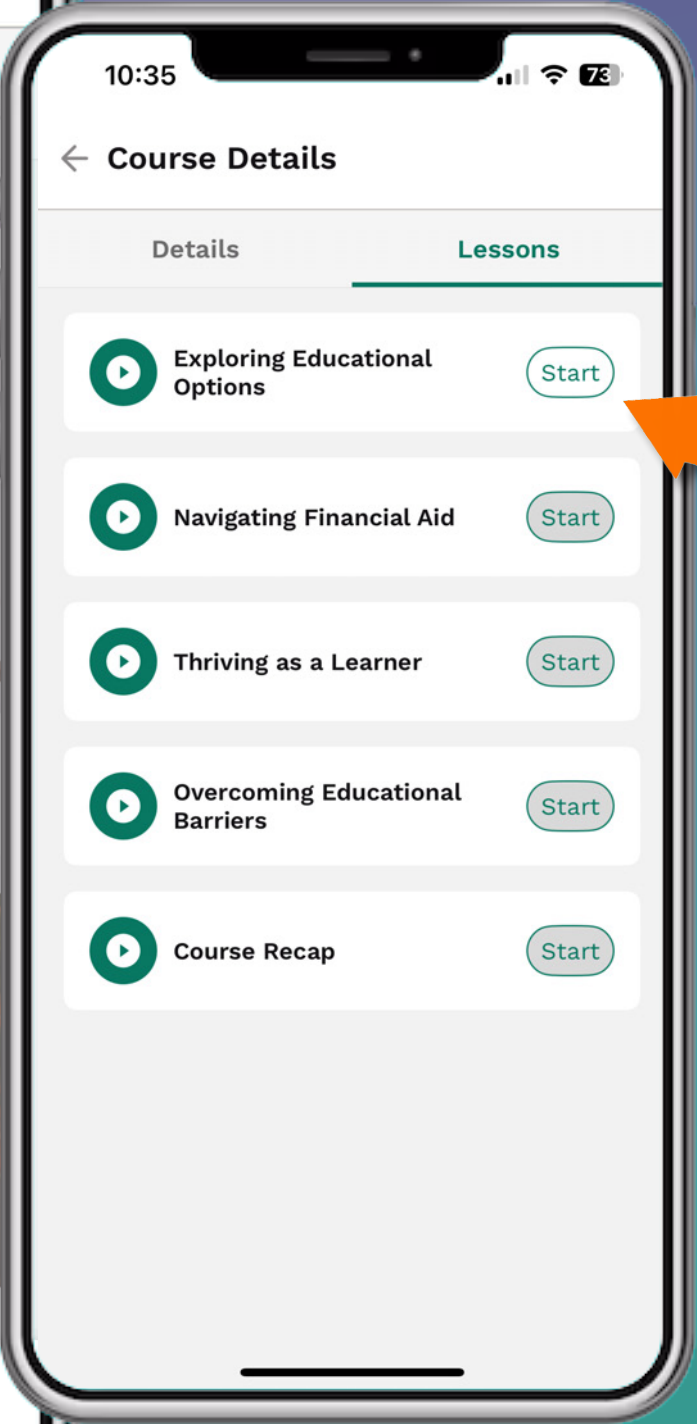 10:35
73
Course Details
Details
Lessons
Exploring Educational
Options
Start
Navigating Financial Aid
Start
Thriving as a Learner
Start
Overcoming Educational
Barriers
Start
Course Recap
Start